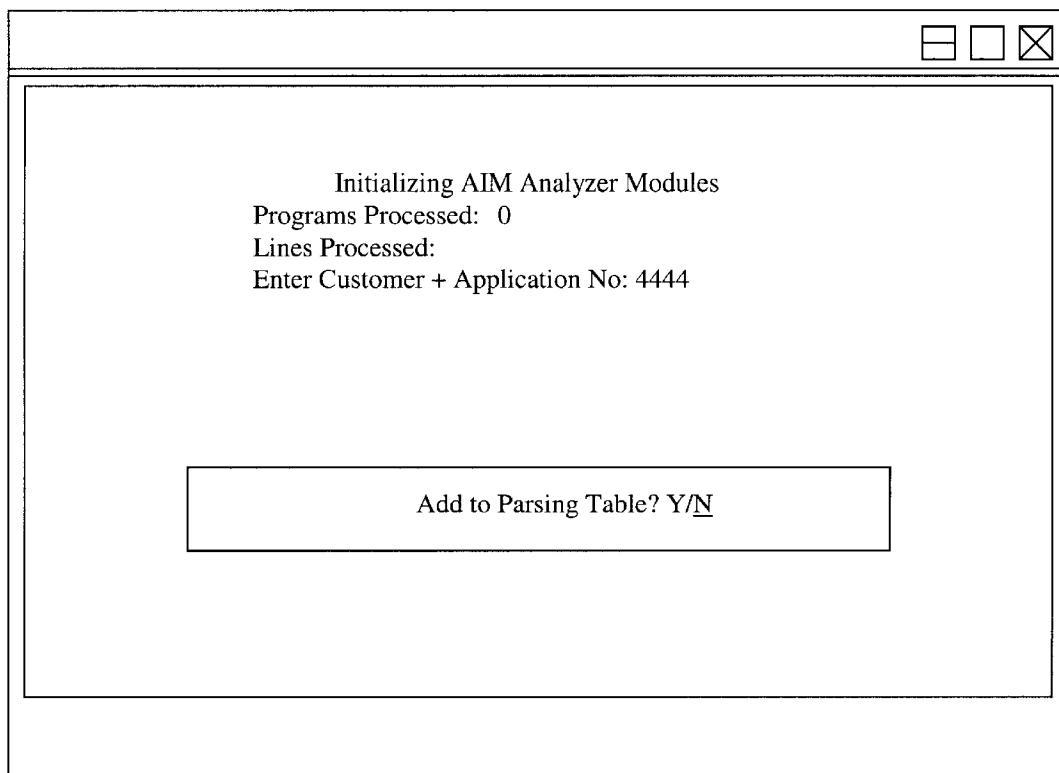 Initializing AIM Analyzer Modules
Programs Processed: 0
Lines Processed:
Enter Customer + Application No: 4444
Add to Parsing Table? Y/N